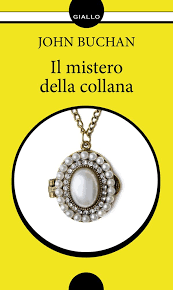 GIALLO
JOHN BUCHAN
Il mistero
della collana